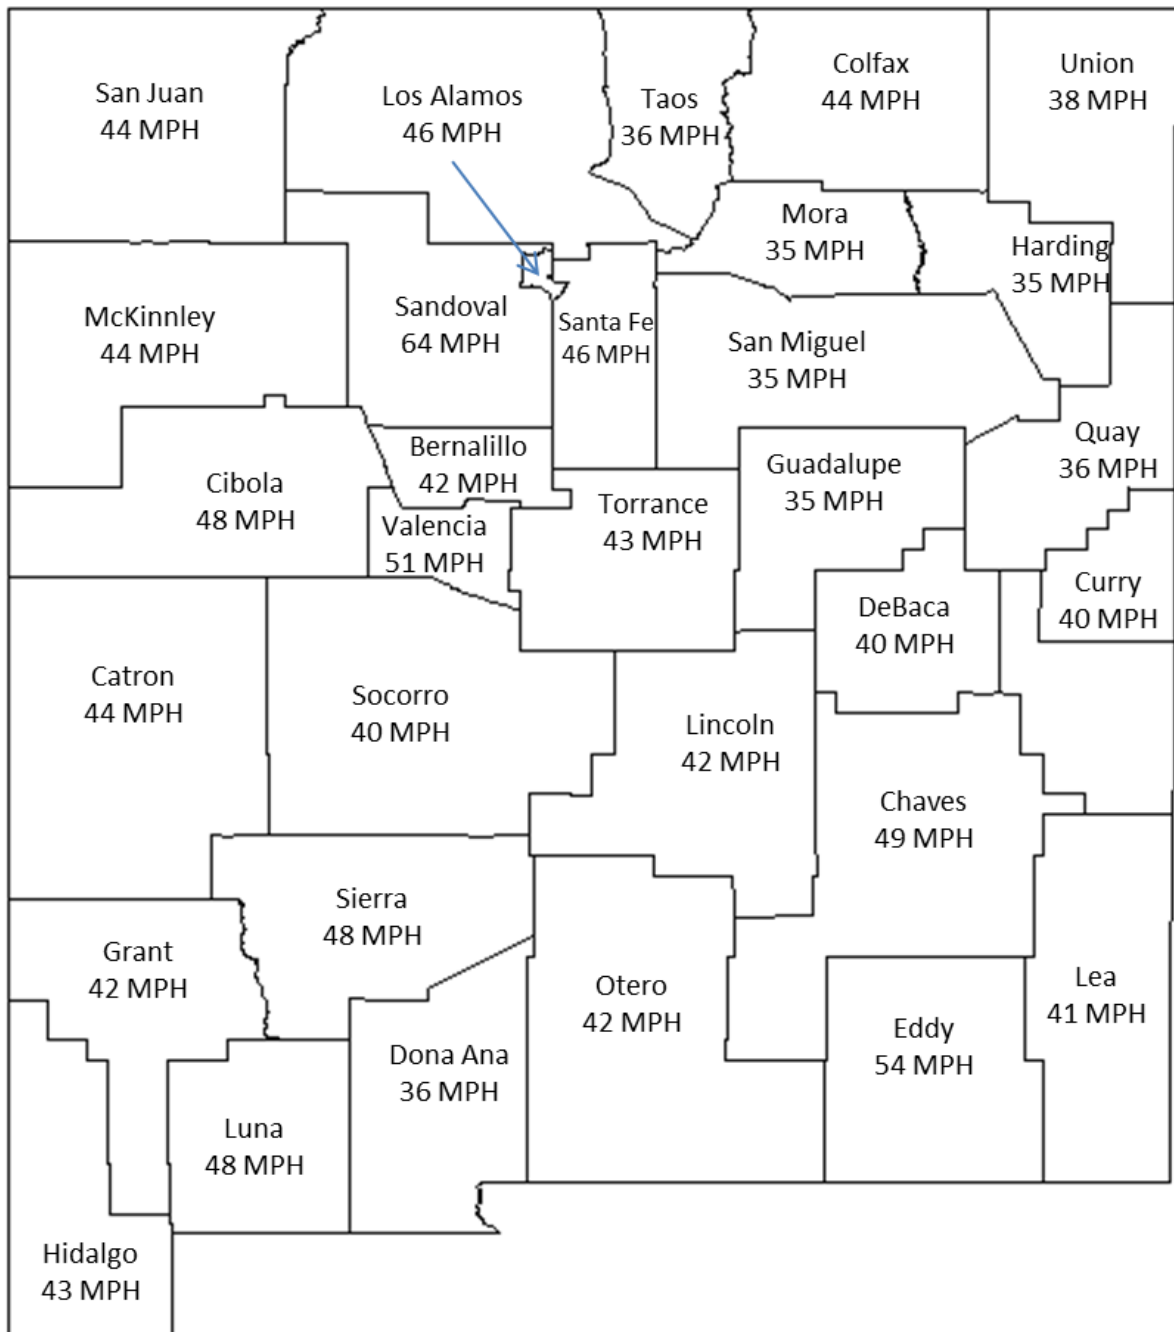 San Juan
44 MPH
Los Alamos
46 MPH
Taos
36 MPH
Colfax
44 MPH
Union
38 MPH
Mora
35 MPH
Harding
35 MPH
McKinnley
44 MPH
Sandoval
64 MPH
Santa Fe
46 MPH
San Miguel
35 MPH
Quay
36 MPH
Cibola
48 MPH
Bernalillo
42 MPH
Valencia
51 MPH
Torrance
43 MPH
Guadalupe
35 MPH
DeBaca
40 MPH
Curry
40 MPH
Catron
44 MPH
Socorro
40 MPH
Lincoln
42 MPH
Chaves
49 MPH
Sierra
48 MPH
Grant
42 MPH
Otero
42 MPH
Eddy
54 MPH
Lea
41 MPH
Dona Ana
36 MPH
Luna
48 MPH
Hidalgo
43 MPH